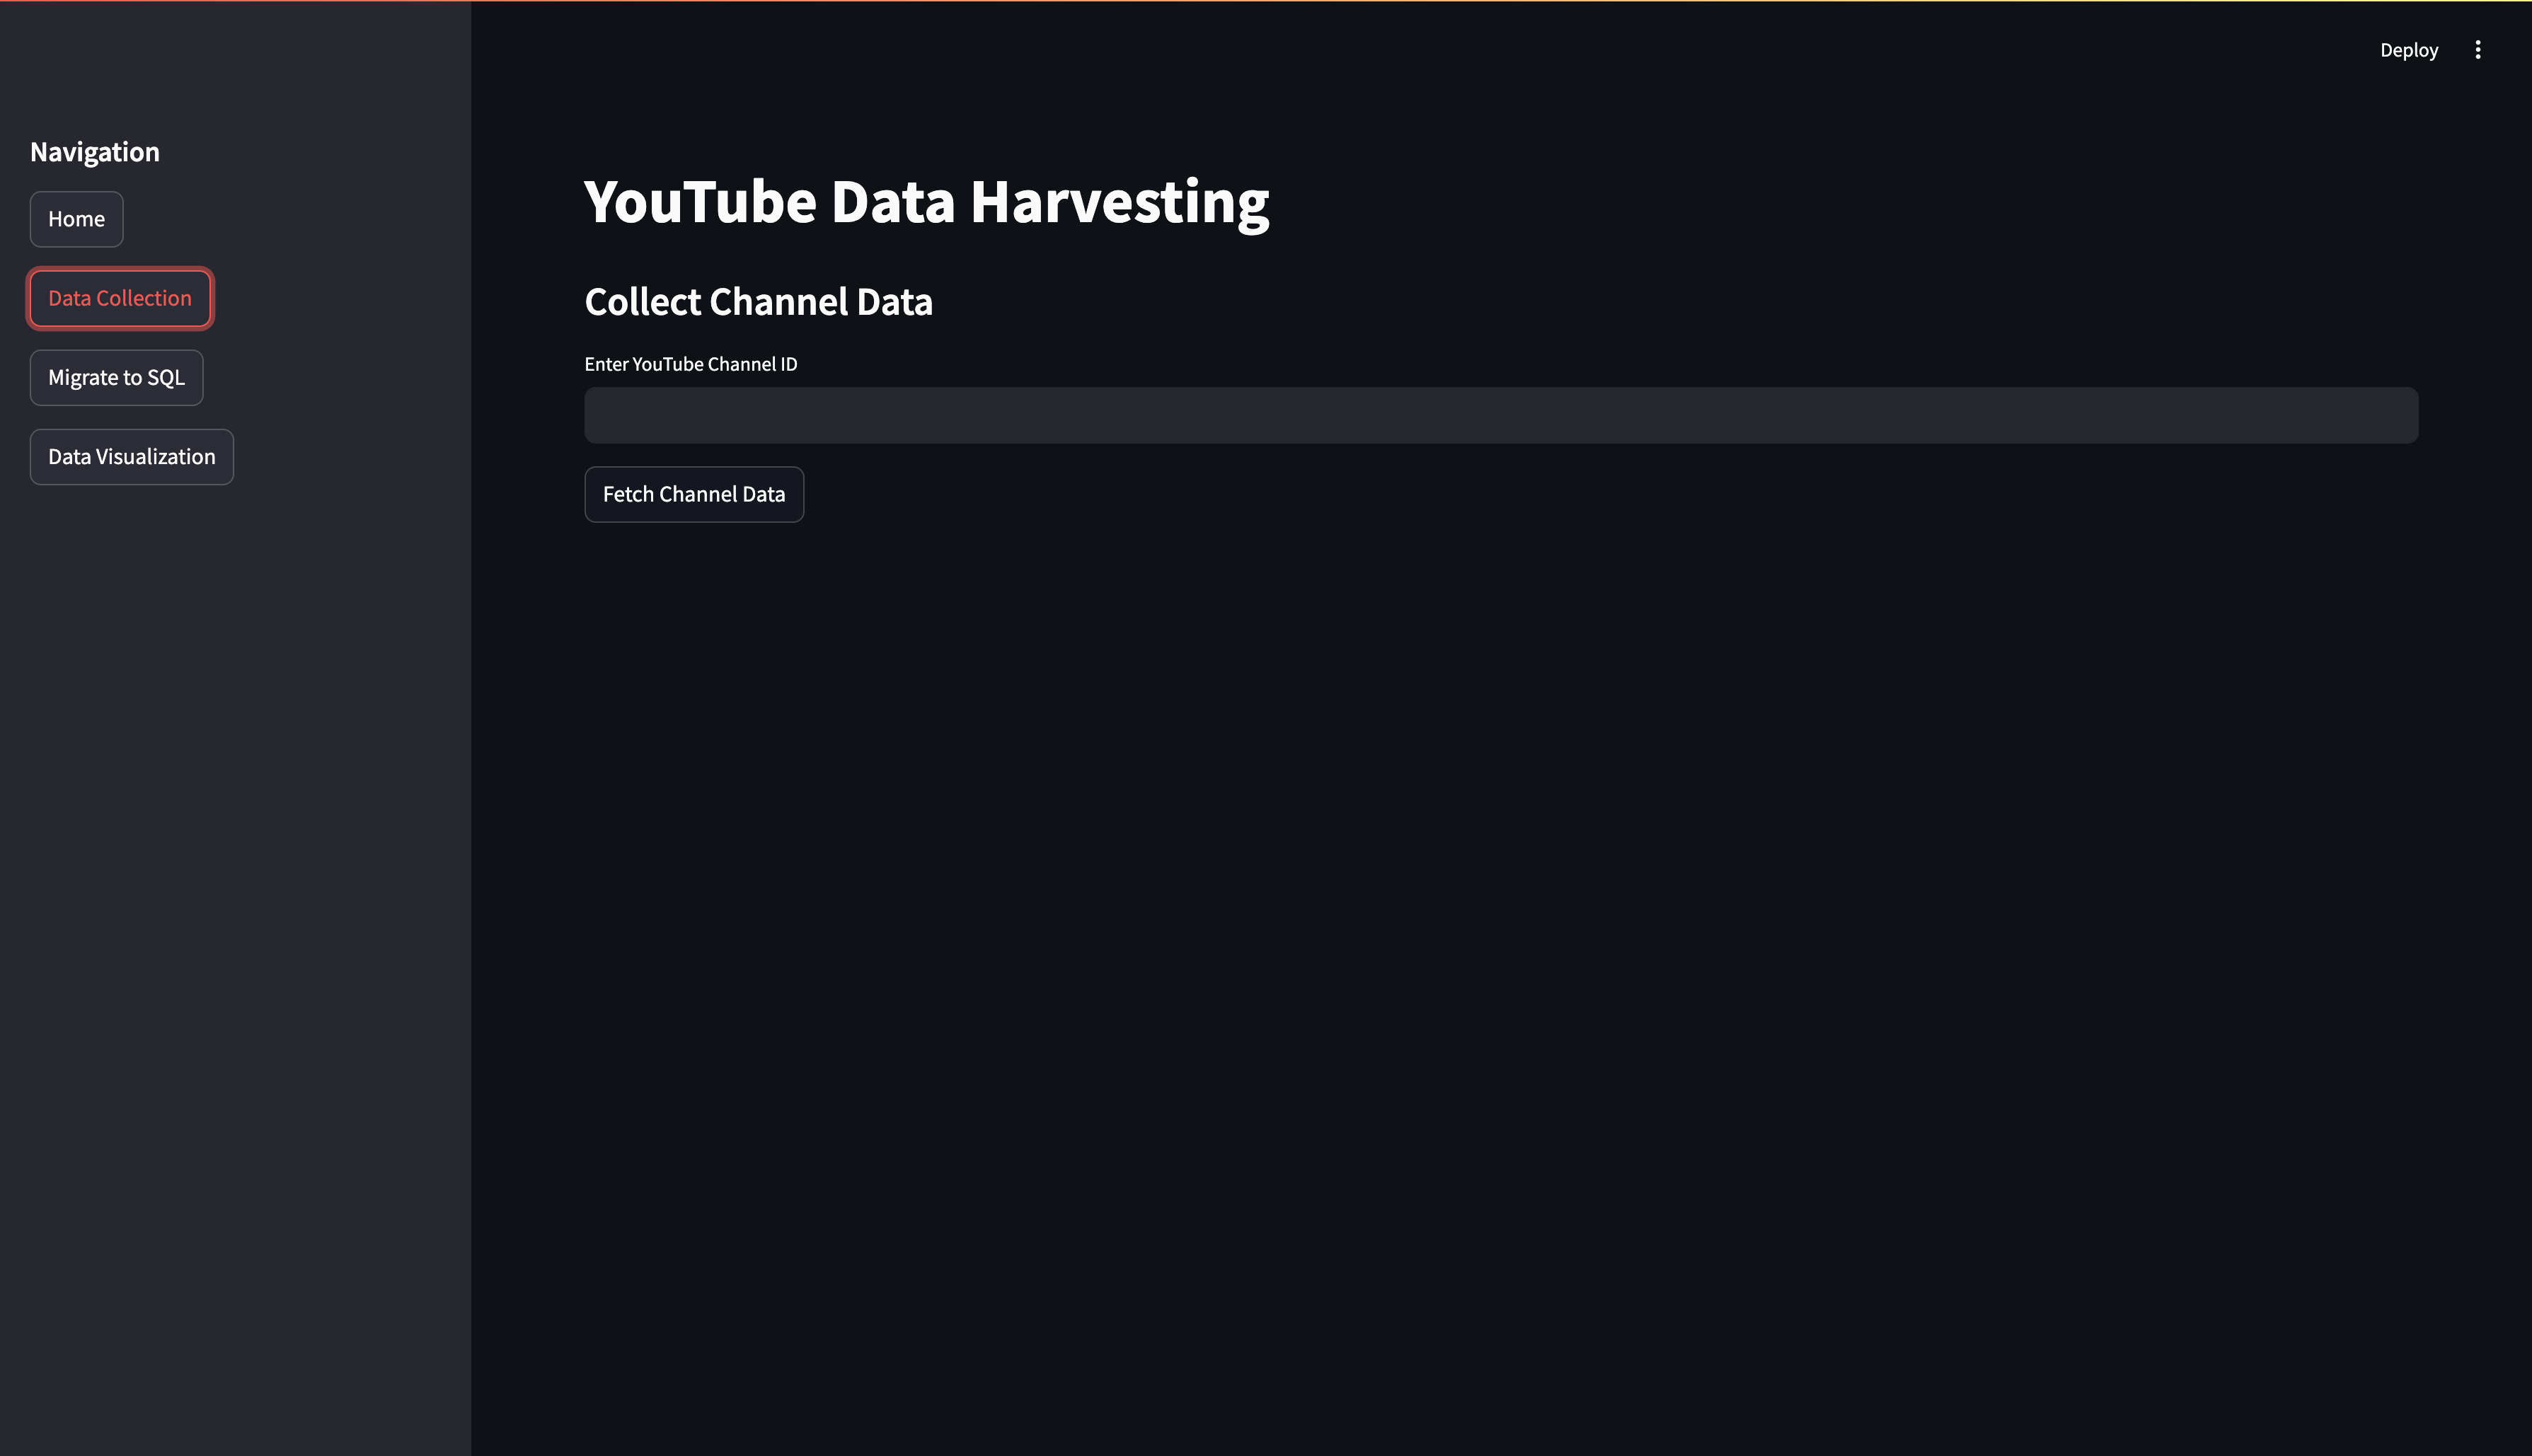 Deploy
Navigation
Home
Data Collection
Migrate to SQL
Data Visualization
YouTube Data Harvesting
Collect Channel Data
Enter YouTube Channel ID
Fetch Channel Data